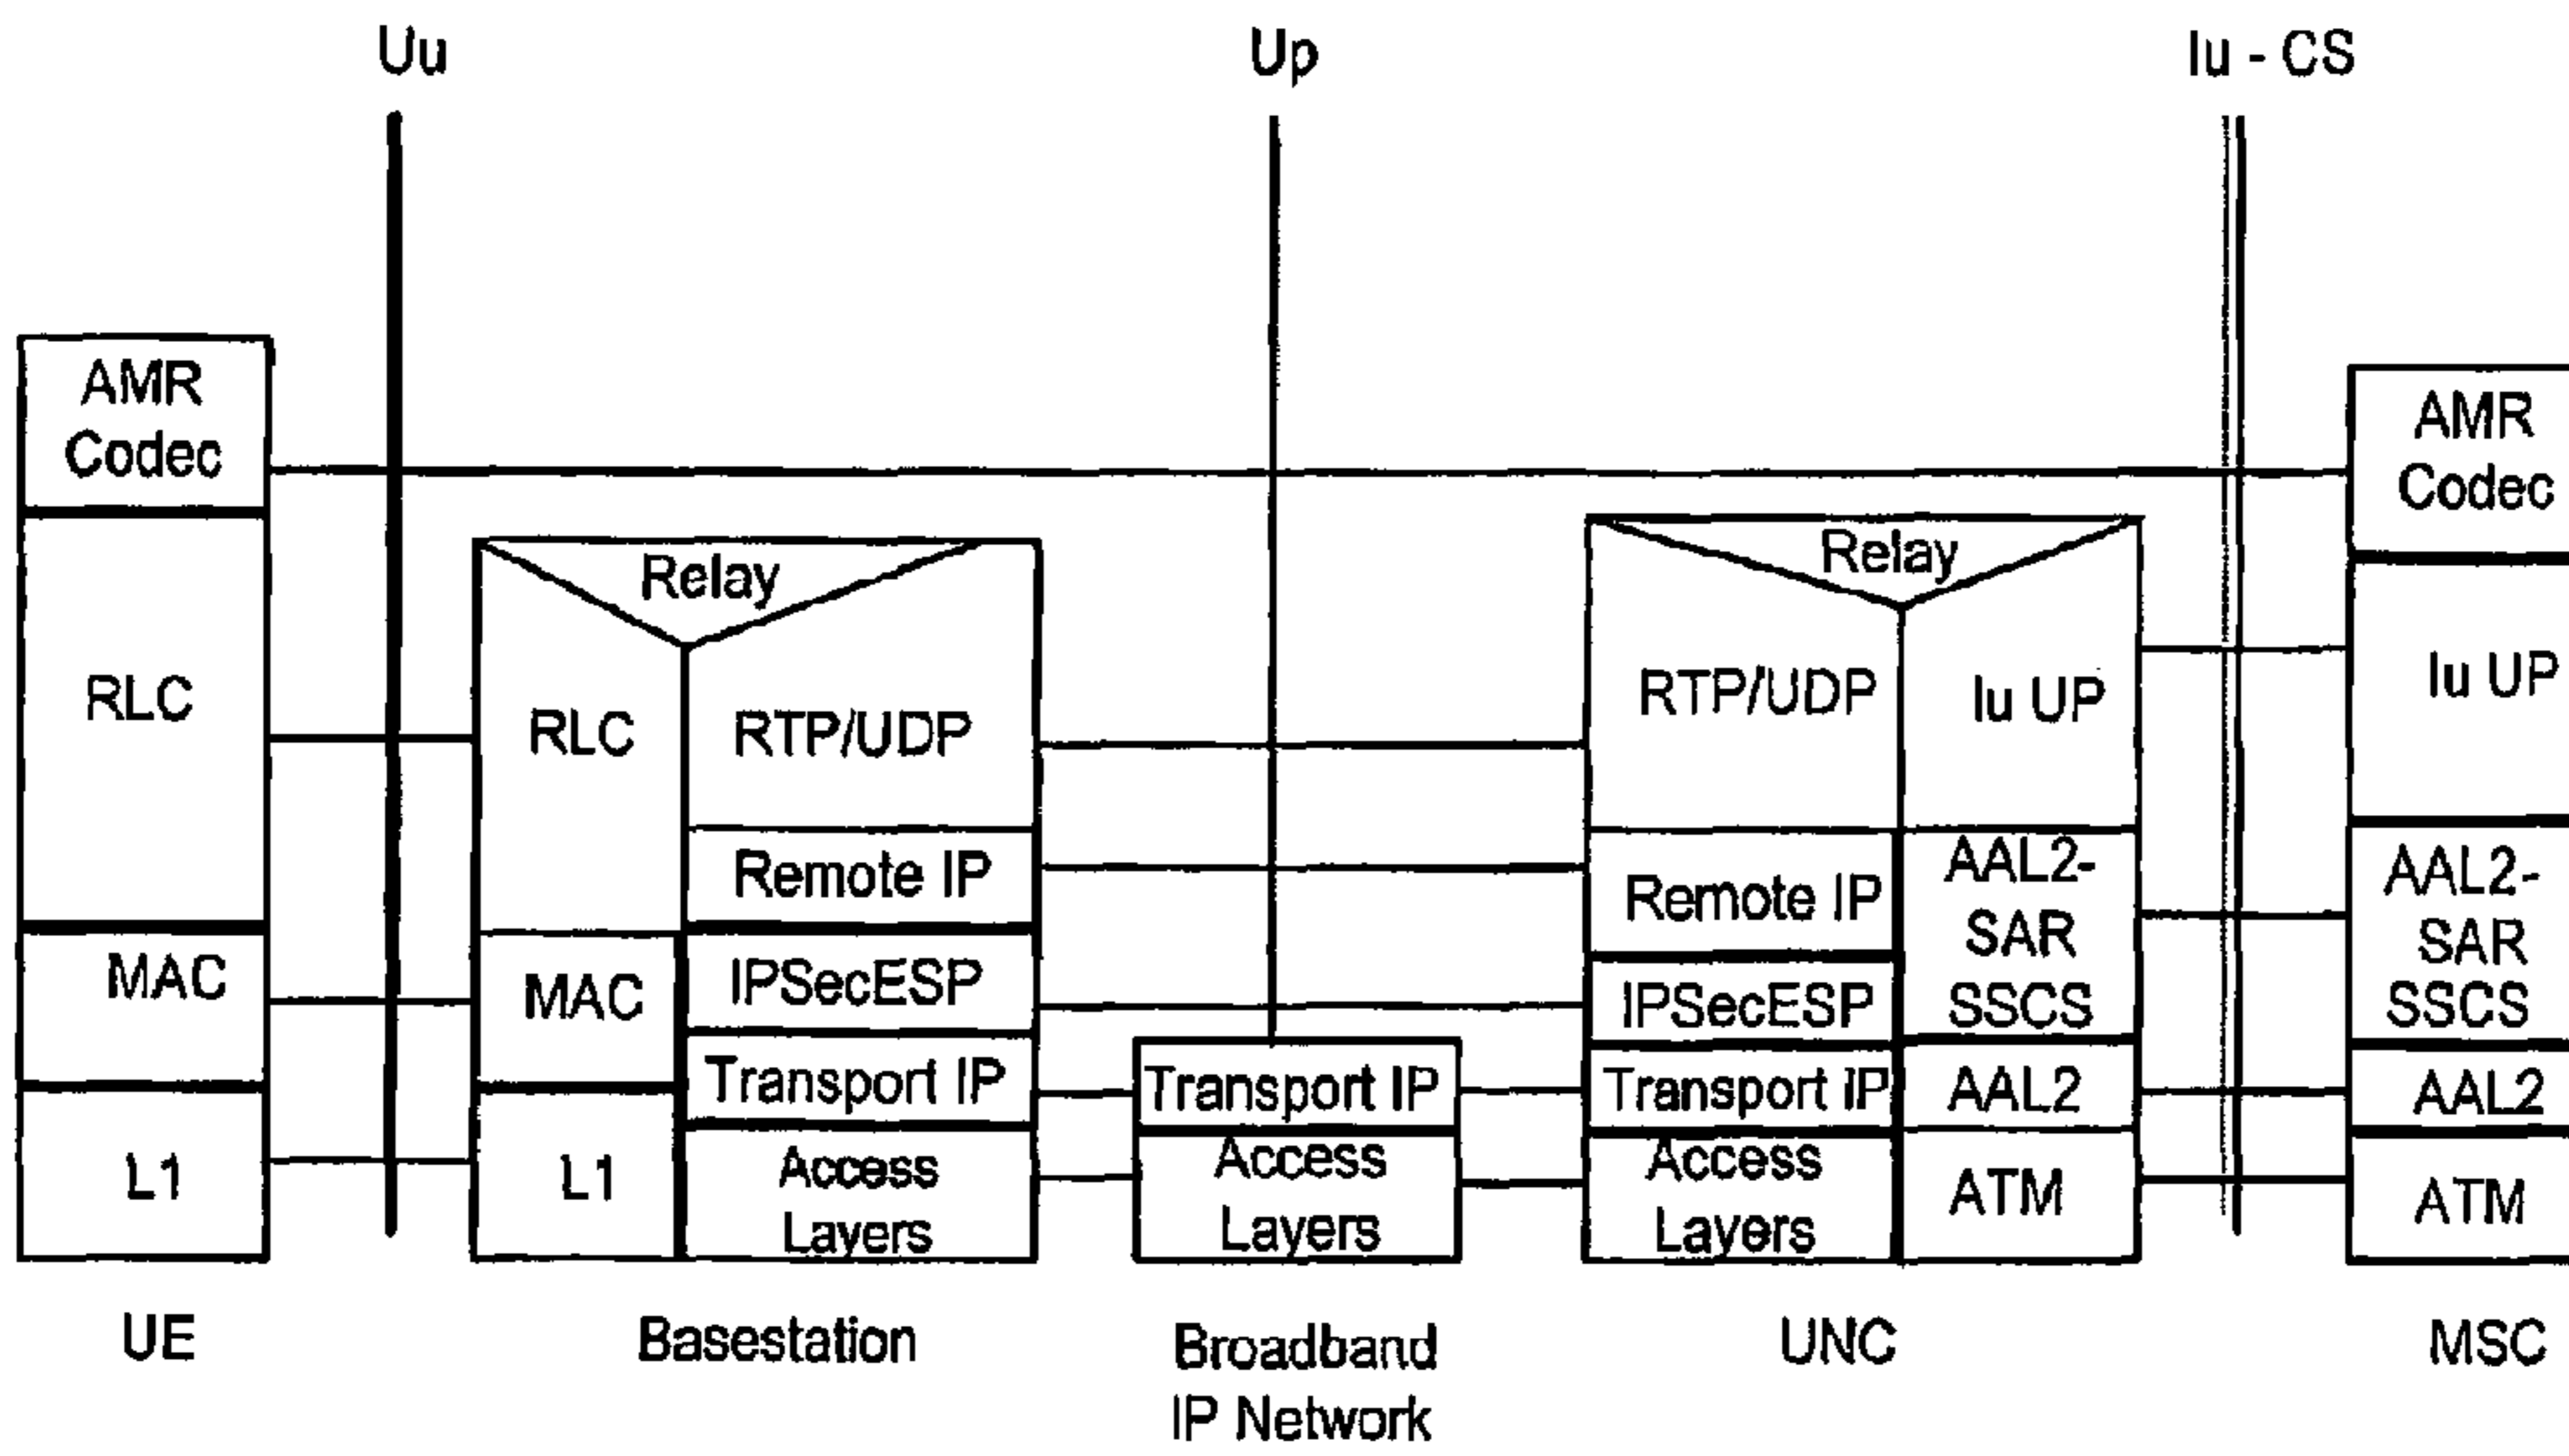 Uu
Up
Iu - CS
AMR
Codec
RLC
MAC
L1
UE
Relay
RLC
MAC
L1
RTP/UDP
Remote IP
IPSecESP
Transport IP
Access
Layers
Basestation
Transport IP
Access
Layers
Broadband
IP Network
Relay
RTP/UDP
Remote IP
IPSecESP
Transport IP
Access
Layers
Iu UP
AAL2-
SAR
SSCS
AAL2
ATM
UNC
AMR
Codec
Iu UP
AAL2-
SAR
SSCS
AAL2
ATM
MSC